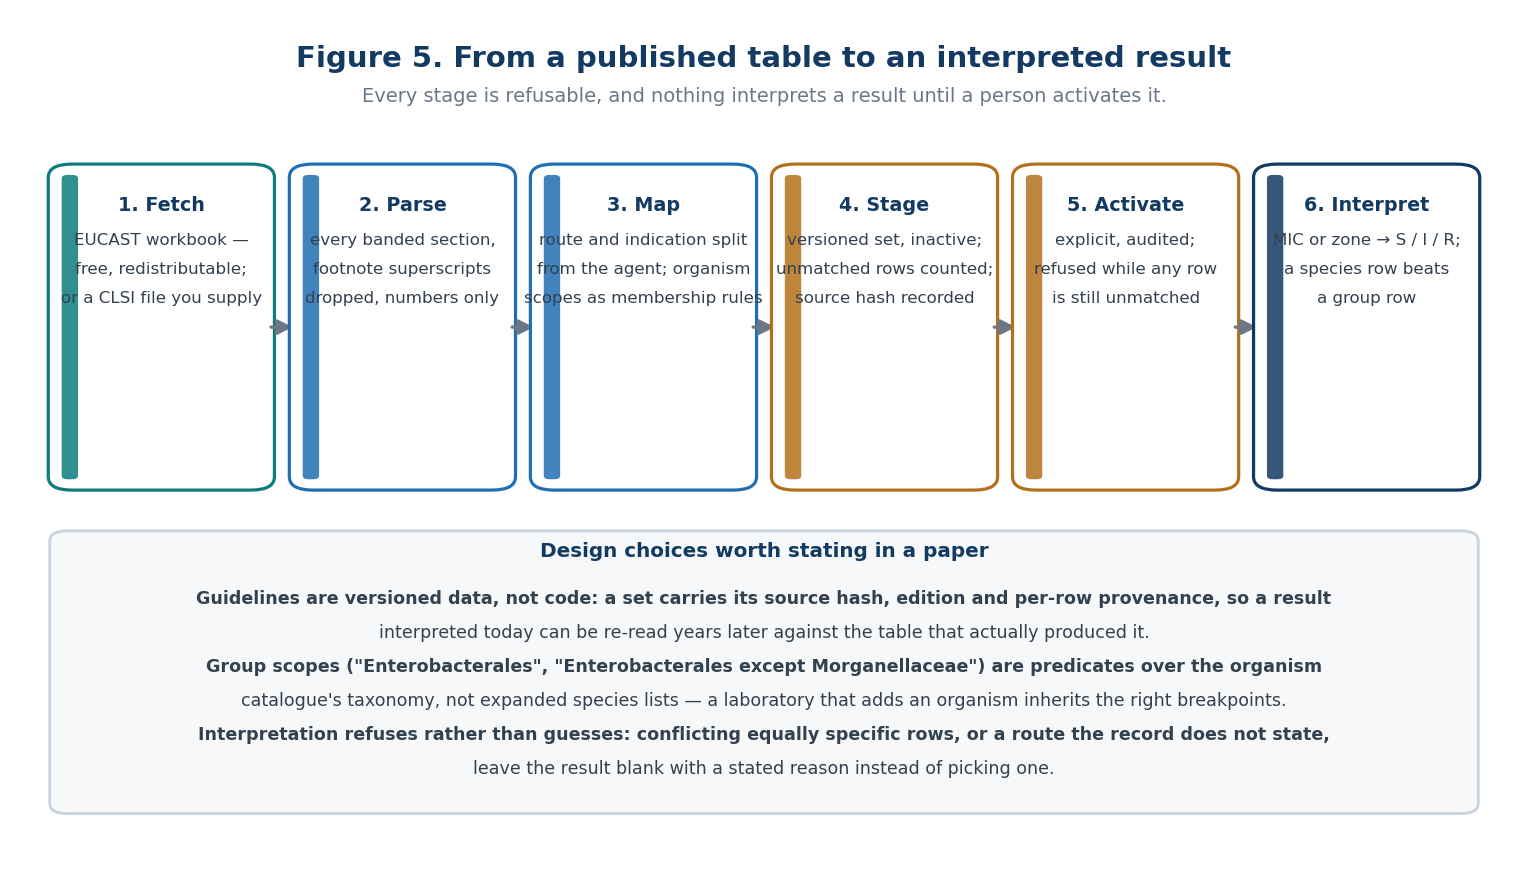 Figure 5. From a published table to an interpreted result
Every stage is refusable, and nothing interprets a result until a person activates it.
1. Fetch
EUCAST workbook —
free, redistributable;
or a CLSI file you supply
2. Parse
every banded section,
footnote superscripts
dropped, numbers only
3. Map
route and indication split
from the agent; organism
scopes as membership rules
4. Stage
versioned set, inactive;
unmatched rows counted;
source hash recorded
5. Activate
explicit, audited;
refused while any row
is still unmatched
6. Interpret
MIC or zone → S / I / R;
a species row beats
a group row
Design choices worth stating in a paper
Guidelines are versioned data, not code: a set carries its source hash, edition and per-row provenance, so a result
interpreted today can be re-read years later against the table that actually produced it.
Group scopes ("Enterobacterales", "Enterobacterales except Morganellaceae") are predicates over the organism
catalogue's taxonomy, not expanded species lists — a laboratory that adds an organism inherits the right breakpoints.
Interpretation refuses rather than guesses: conflicting equally specific rows, or a route the record does not state,
leave the result blank with a stated reason instead of picking one.